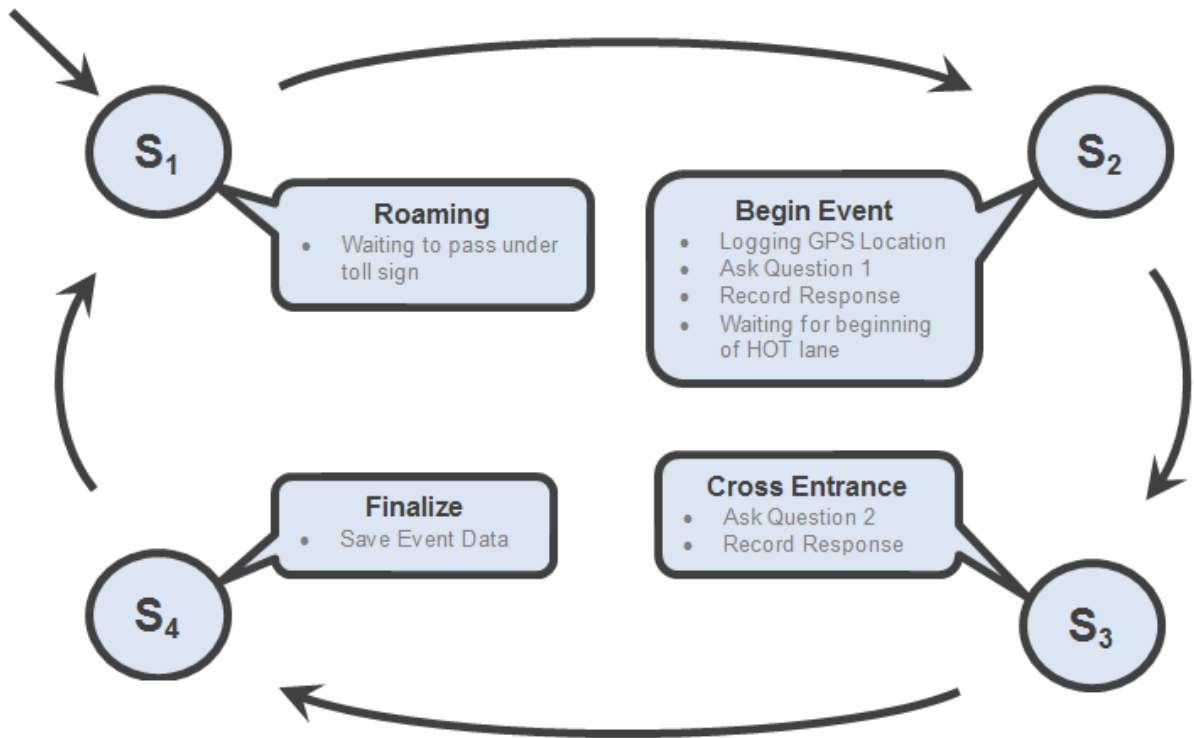 S1
Roaming
• Waiting to pass under
toll sign
S2
Begin Event
• Logging GPS Location
• Ask Question 1
• Record Response
• Waiting for beginning
of HOT lane
S4
Finalize
• Save Event Data
Cross Entrance
• Ask Question 2
• Record Response
S3